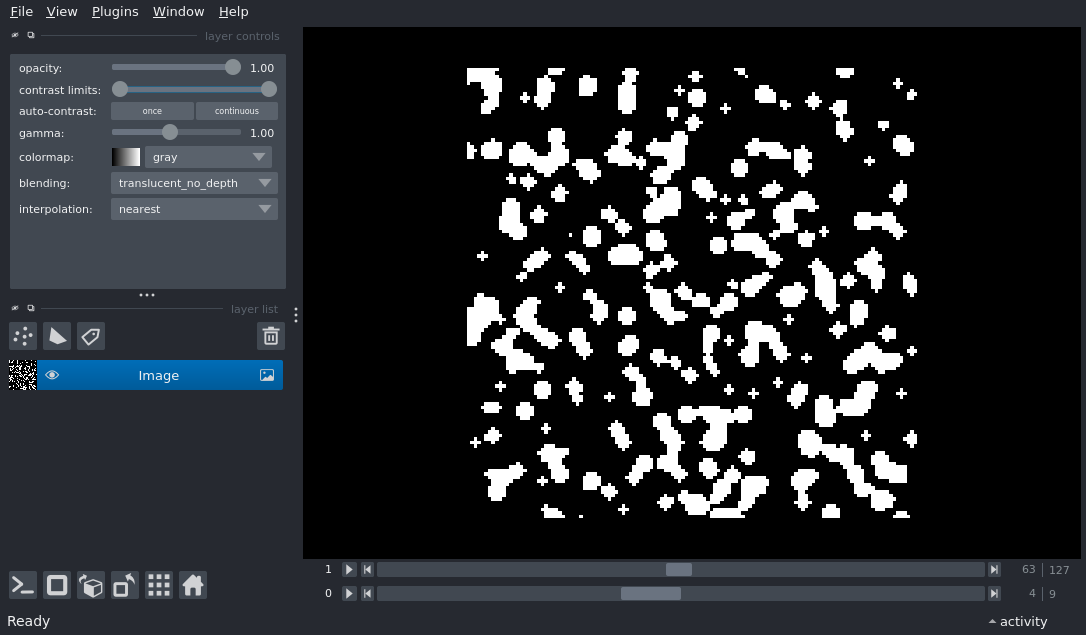 File View Plugins Window Help
layer controls
opacity: 1.00
contrast limits:
auto-contrast: once continuous
gamma: 1.00
colormap: gray
blending: translucent_no_depth
interpolation: nearest
layer list
Image
1 63 127
0 4 9
Ready activity